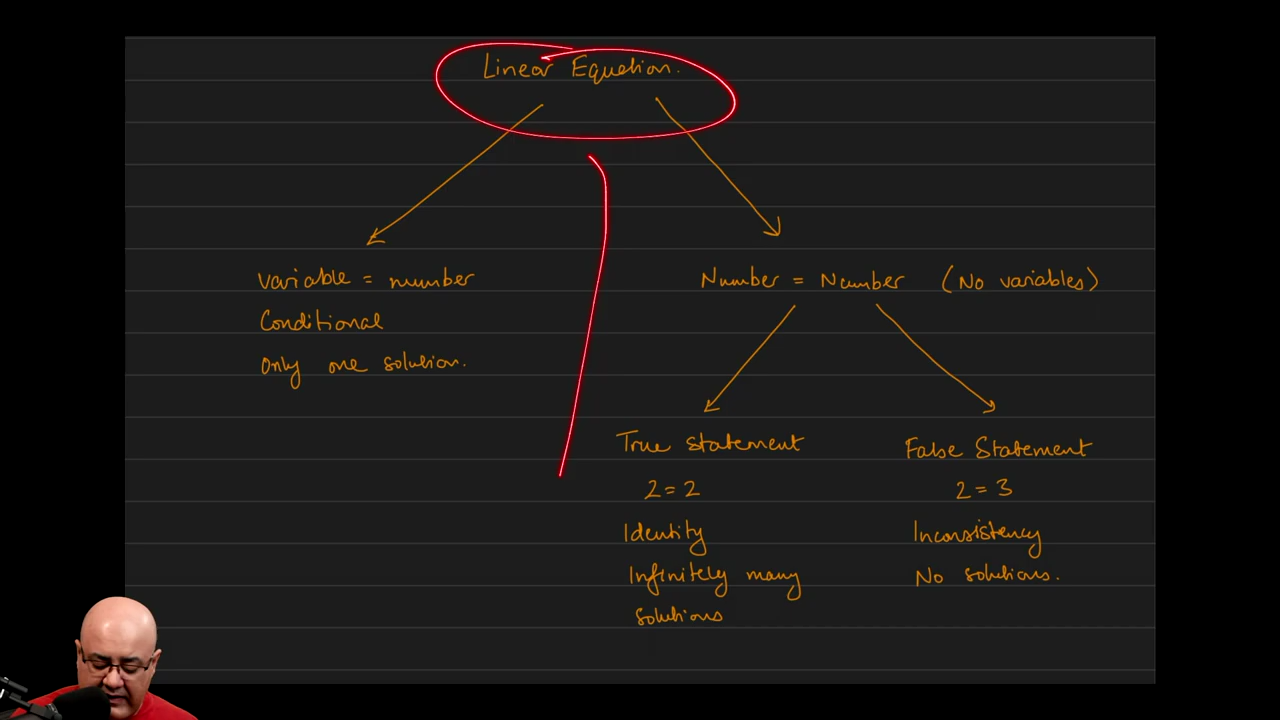 Linear Equation.
variable = number
Conditional
Only one solution.
Number = Number (No variables)
True statement
2 = 2
Identity
Infinitely many
solutions
False Statement
2 = 3
Inconsistency
No solutions.